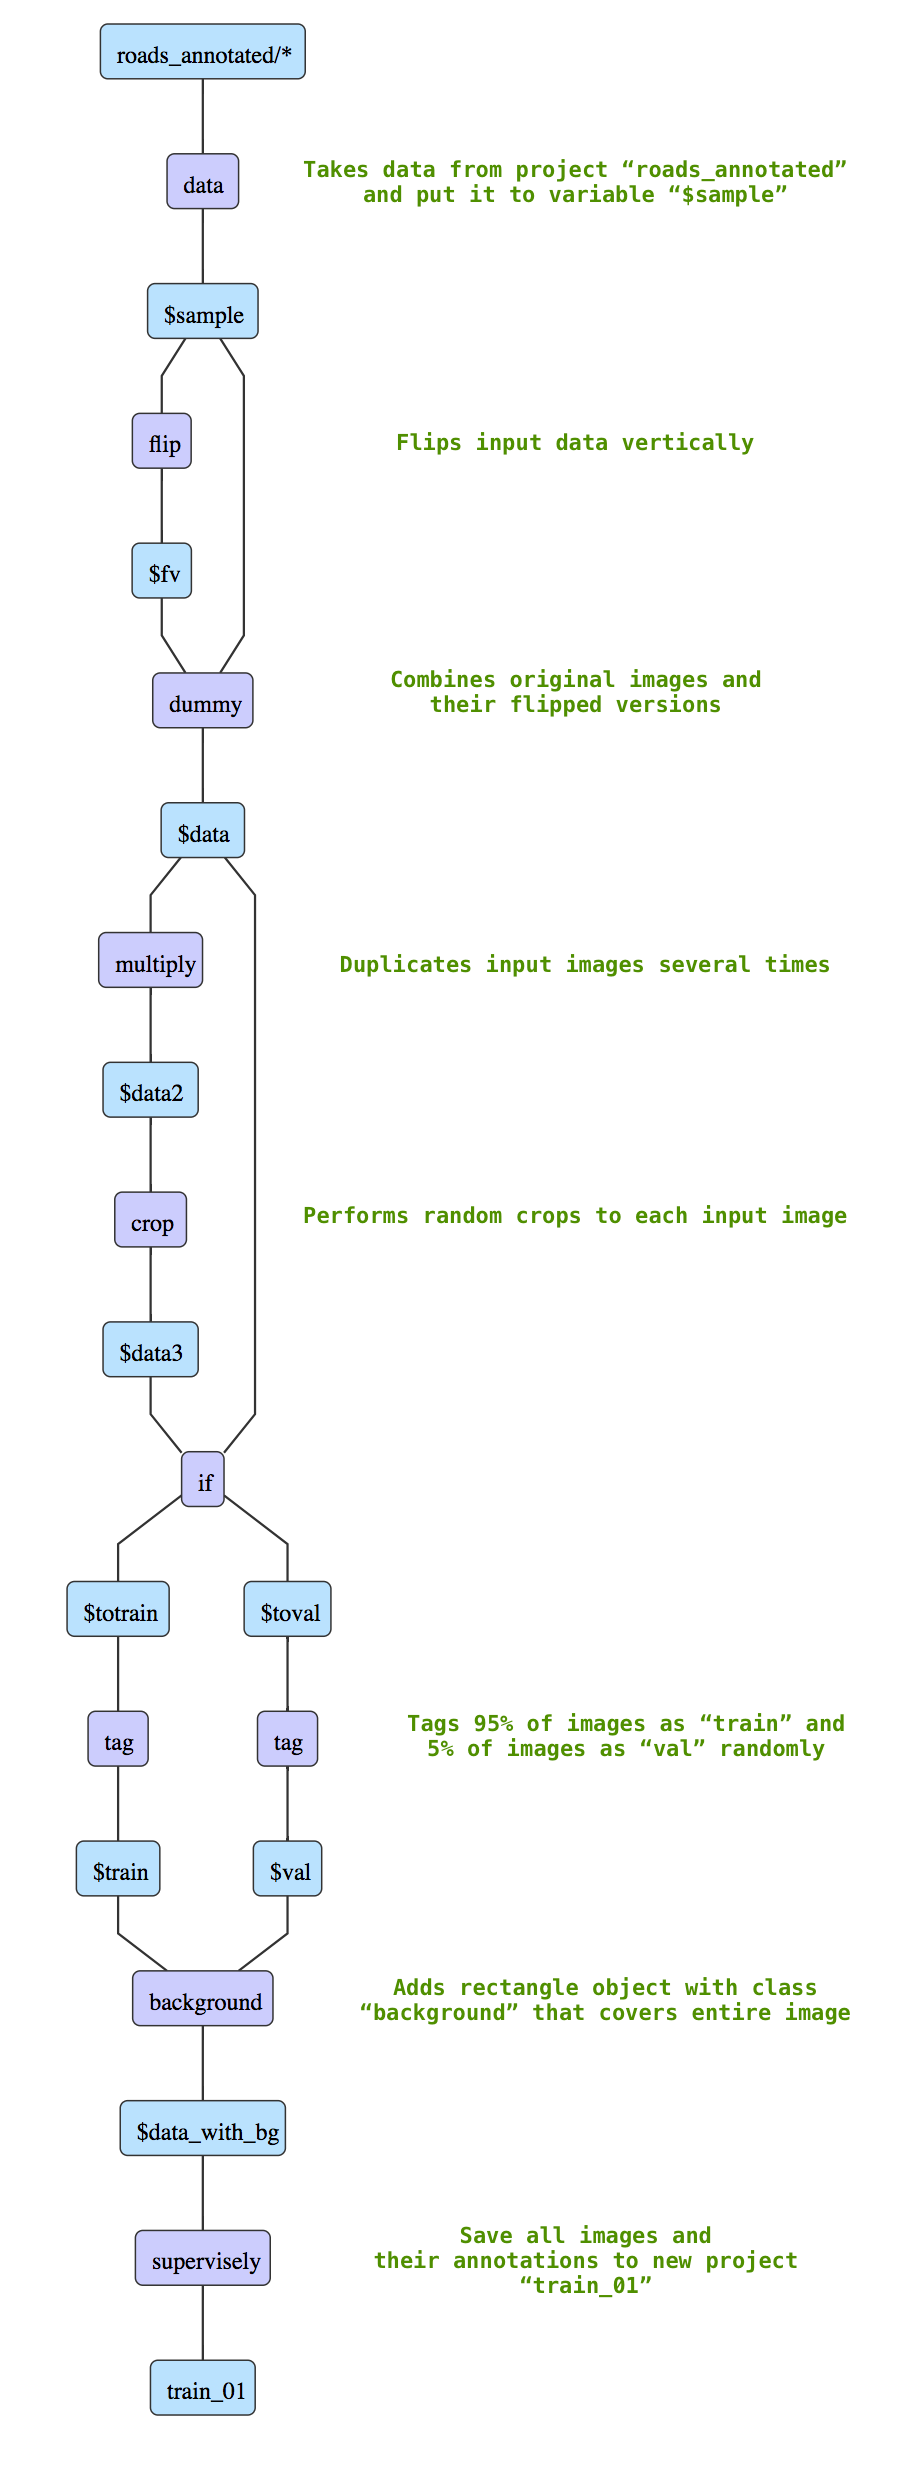 roads_annotated/*
data
Takes data from project “roads_annotated”
and put it to variable “$sample”
$sample
flip
Flips input data vertically
$fv
dummy
Combines original images and
their flipped versions
$data
multiply
Duplicates input images several times
$data2
crop
Performs random crops to each input image
$data3
if
$totrain
$toval
tag
tag
Tags 95% of images as “train” and
5% of images as “val” randomly
$train
$val
background
Adds rectangle object with class
“background” that covers entire image
$data_with_bg
supervisely
Save all images and
their annotations to new project
“train_01”
train_01